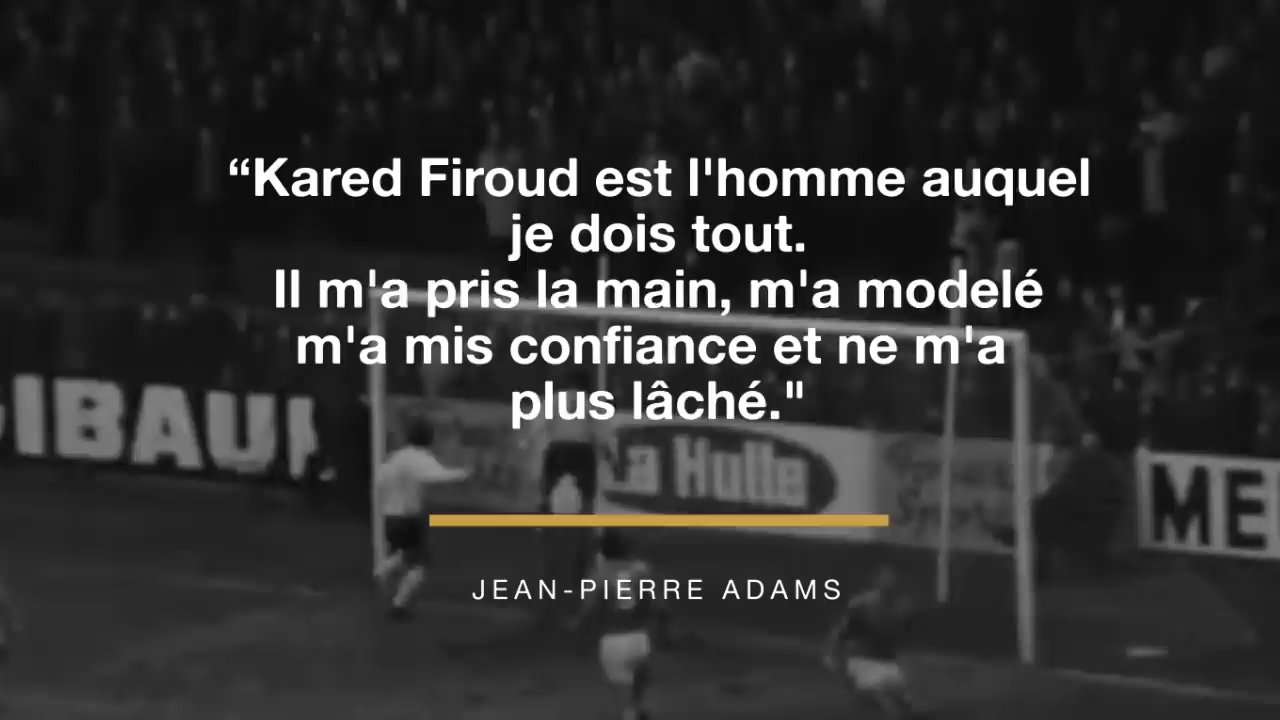 “Kared Firoud est l'homme auquel
je dois tout.
Il m'a pris la main, m'a modelé
m'a mis confiance et ne m'a
plus lâché."
IBAU
La Hutte
ME
JEAN-PIERRE ADAMS